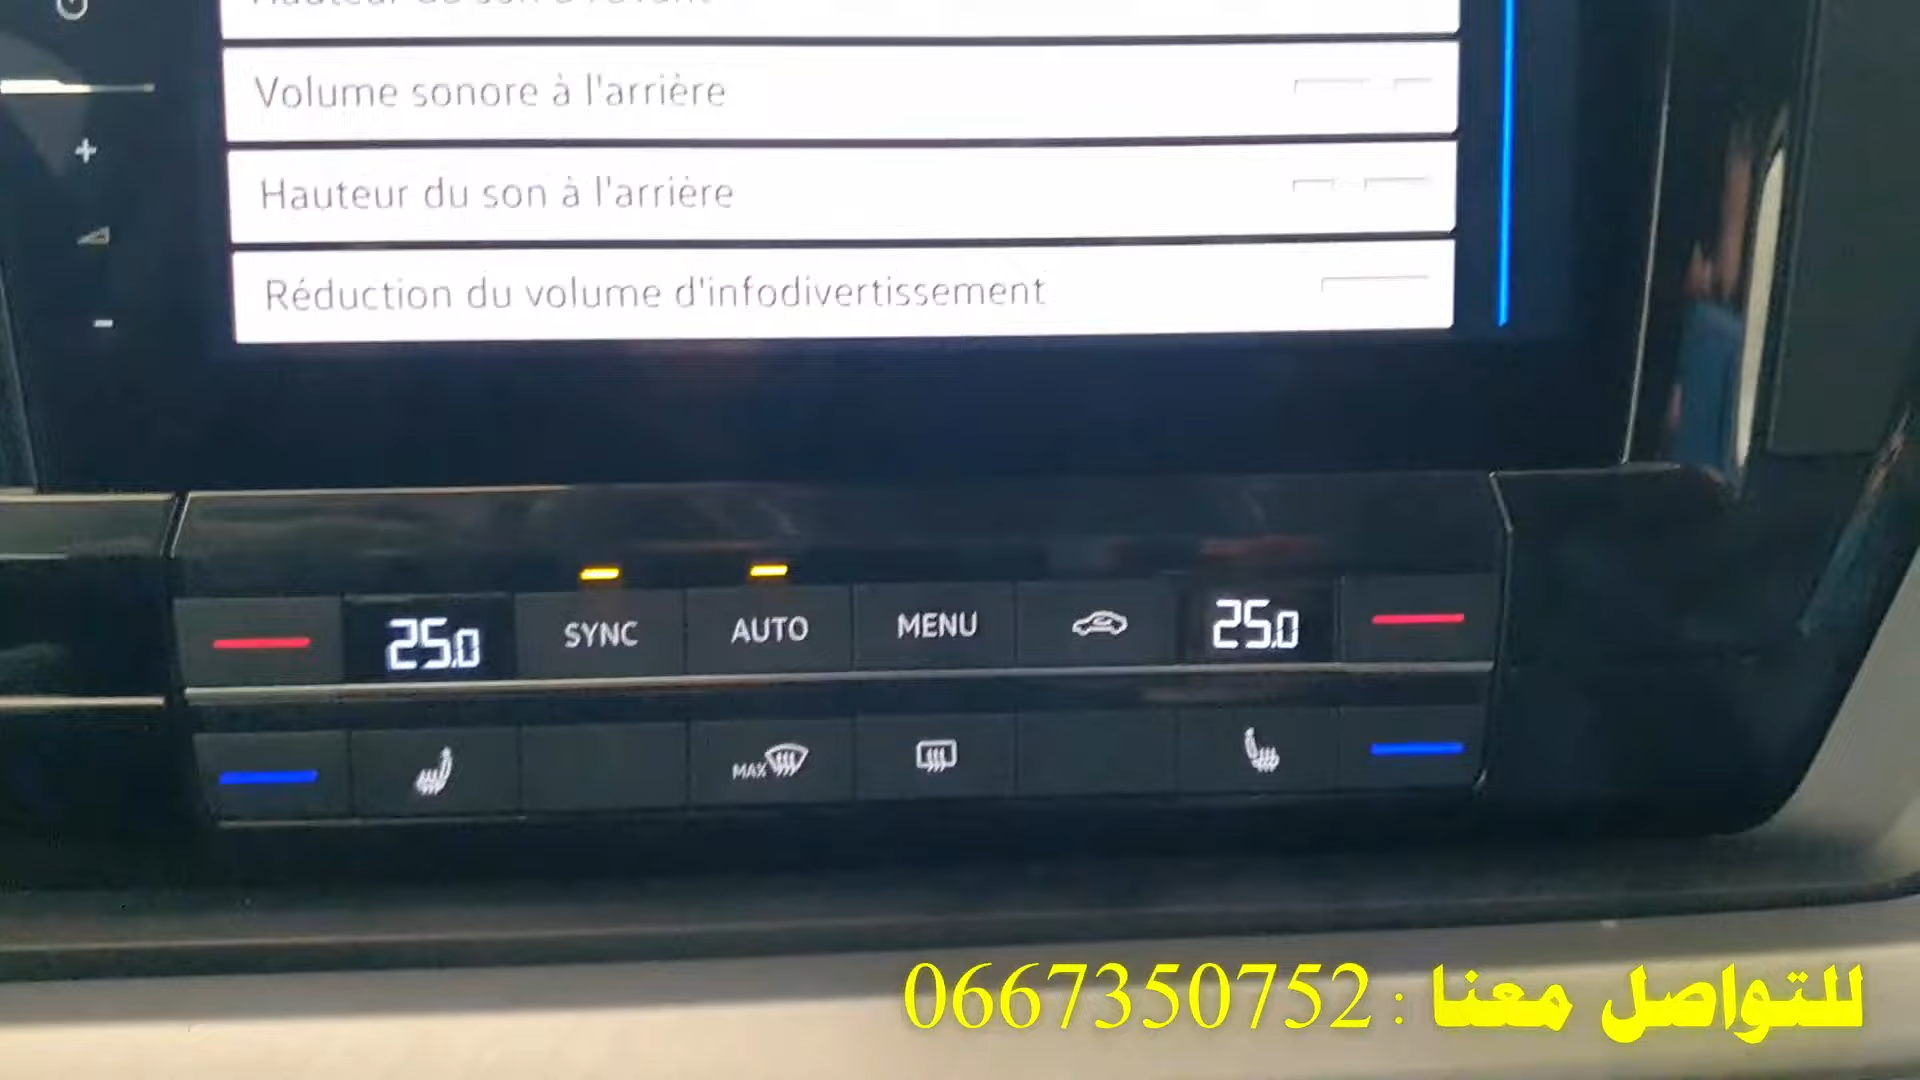 Volume sonore à l'arrière
Hauteur du son à l'arrière
Réduction du volume d'infodivertissement
25.0 SYNC AUTO MENU 25.0
MAX
للتواصل معنا : 0667350752